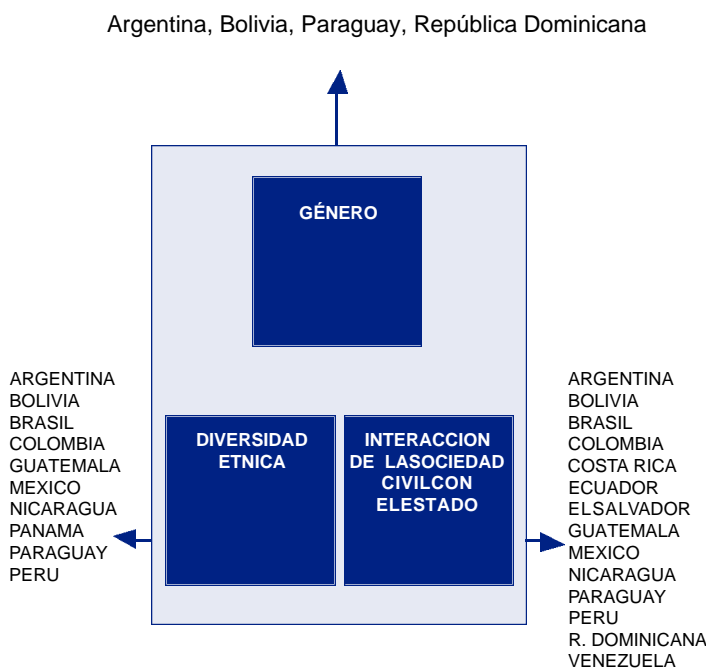 Argentina, Bolivia, Paraguay, República Dominicana
GÉNERO
ARGENTINA
BOLIVIA
BRASIL
COLOMBIA
GUATEMALA
MEXICO
NICARAGUA
PANAMA
PARAGUAY
PERU
DIVERSIDAD
ETNICA
INTERACCION
DE LASOCIEDAD
CIVILCON
ELESTADO
ARGENTINA
BOLIVIA
BRASIL
COLOMBIA
COSTA RICA
ECUADOR
ELSALVADOR
GUATEMALA
MEXICO
NICARAGUA
PARAGUAY
PERU
R. DOMINICANA
VENEZUELA